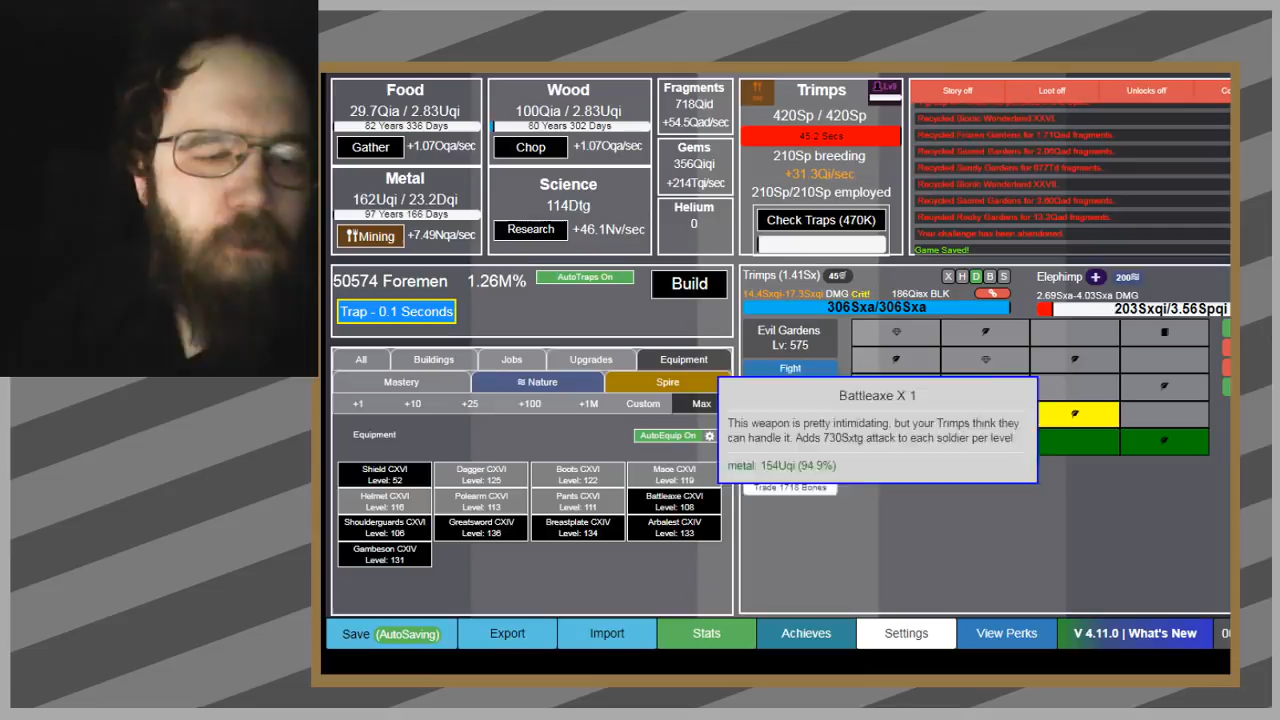 Food
29.7Qia / 2.83Uqi
82 Years 336 Days
Gather
+1.07Oqa/sec
Wood
100Qia / 2.83Uqi
80 Years 302 Days
Chop
+1.07Oqa/sec
Metal
162Uqi / 23.2Dqi
97 Years 166 Days
Mining
+7.49Nqa/sec
Science
114Dtg
Research
+46.1Nv/sec
Fragments
718Qid
+54.5Qad/sec
Gems
356Qiqi
+214Tqi/sec
Helium
0
Trimps
420Sp / 420Sp
45.2 Secs
210Sp breeding
+31.3Qi/sec
210Sp/210Sp employed
Check Traps (470K)
Story off
Loot off
Unlocks off
Recycled Bionic Wonderland XXVI.
Recycled Frozen Gardens for 1.71Qad fragments.
Recycled Sacred Gardens for 2.06Qad fragments.
Recycled Sandy Gardens for 677Td fragments.
Recycled Bionic Wonderland XXVII.
Recycled Sacred Gardens for 3.60Qad fragments.
Recycled Rocky Gardens for 13.3Qad fragments.
Your challenge has been abandoned.
Game Saved!
50574 Foremen
1.26M%
AutoTraps On
Build
Trap - 0.1 Seconds
Trimps (1.41Sx)
45
X H D B S
14.4Sxqi-17.3Sxqi DMG Crit!
186Qisx BLK
306Sxa/306Sxa
Elephimp
200
2.69Sxa-4.03Sxa DMG
203Sxqi/3.56Spqi
Evil Gardens
Lv: 575
Fight
All
Buildings
Jobs
Upgrades
Equipment
Mastery
Nature
Spire
+1
+10
+25
+100
+1M
Custom
Max
Equipment
AutoEquip On
Shield CXVI
Level: 52
Dagger CXVI
Level: 125
Boots CXVI
Level: 122
Mace CXVI
Level: 119
Helmet CXVI
Level: 116
Polearm CXVI
Level: 113
Pants CXVI
Level: 111
Battleaxe CXVI
Level: 108
Shoulderguards CXVI
Level: 106
Greatsword CXIV
Level: 136
Breastplate CXIV
Level: 134
Arbalest CXIV
Level: 133
Gambeson CXIV
Level: 131
Battleaxe X 1
This weapon is pretty intimidating, but your Trimps think they
can handle it. Adds 730Sxtg attack to each soldier per level
metal: 154Uqi (94.9%)
Trade 1718 Bones
Save (AutoSaving)
Export
Import
Stats
Achieves
Settings
View Perks
V 4.11.0 | What's New